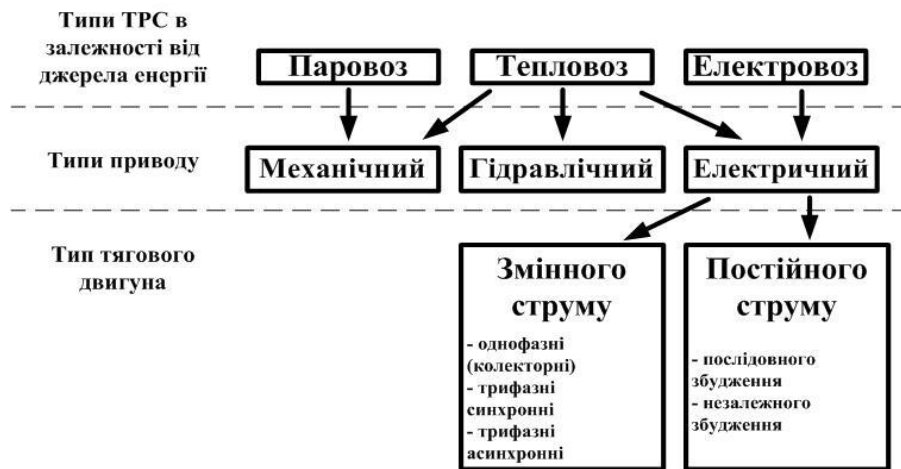 Типи ТРС в
залежності від
джерела енергії
Паровоз
Тепловоз
Електровоз
Типи приводу
Механічний
Гідравлічний
Електричний
Тип тягового
двигуна
Змінного
струму
- однофазні
(колекторні)
- трифазні
синхронні
- трифазні
асинхронні
Постійного
струму
- послідовного
збудження
- незалежного
збудження